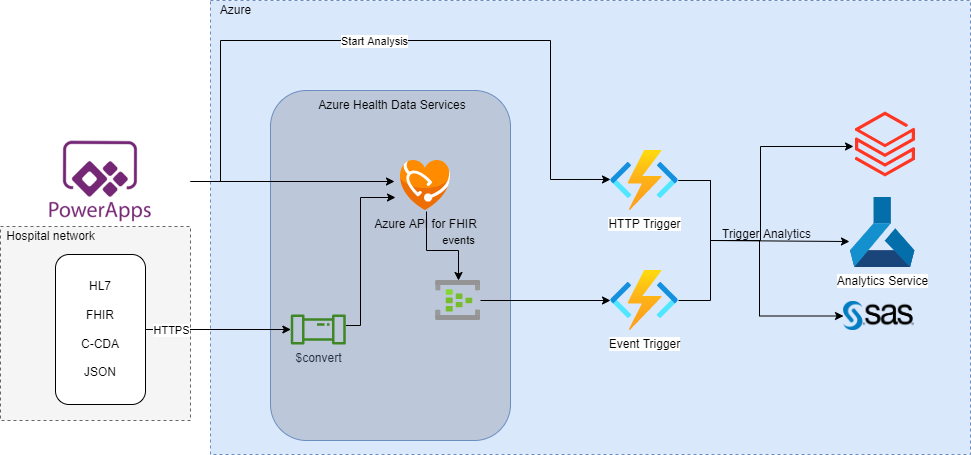 Azure
Start Analysis
Azure Health Data Services
PowerApps
Azure API for FHIR
events
HTTP Trigger
Trigger Analytics
Hospital network
HL7
FHIR
C-CDA
JSON
HTTPS
$convert
Event Trigger
Analytics Service
sas